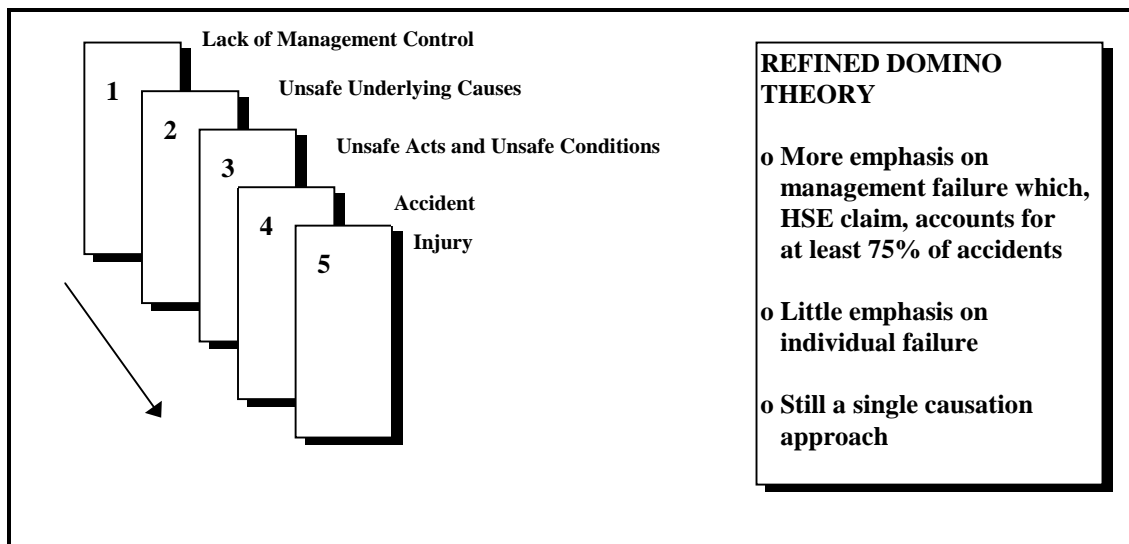 Lack of Management Control
1
Unsafe Underlying Causes
2
Unsafe Acts and Unsafe Conditions
3
Accident
4
Injury
5
REFINED DOMINO
THEORY
o More emphasis on
management failure which,
HSE claim, accounts for
at least 75% of accidents
o Little emphasis on
individual failure
o Still a single causation
approach